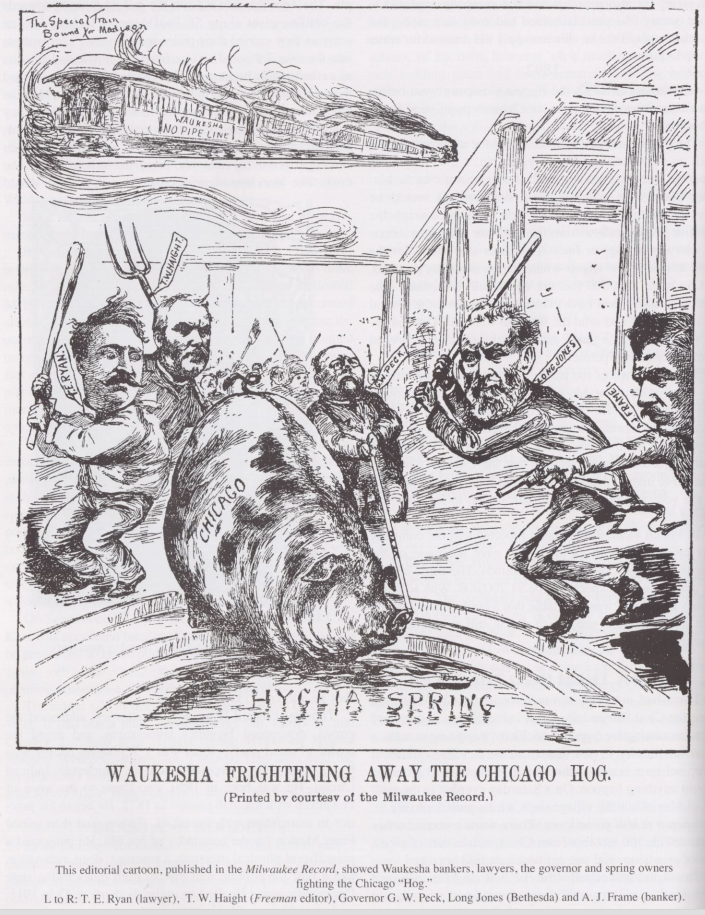 The Special Train
Bound for Madison
WAUKESHA
NO PIPE LINE
T.W.HAIGHT
RYAN
W.PECK
LONG JONES
A.J.FRAME
CHICAGO
HYGEIA SPRING
WAUKESHA FRIGHTENING AWAY THE CHICAGO HOG.
(Printed by courtesy of the Milwaukee Record.)
This editorial cartoon, published in the Milwaukee Record, showed Waukesha bankers, lawyers, the governor and spring owners
fighting the Chicago “Hog.”
L to R: T. E. Ryan (lawyer), T. W. Haight (Freeman editor), Governor G. W. Peck, Long Jones (Bethesda) and A. J. Frame (banker).